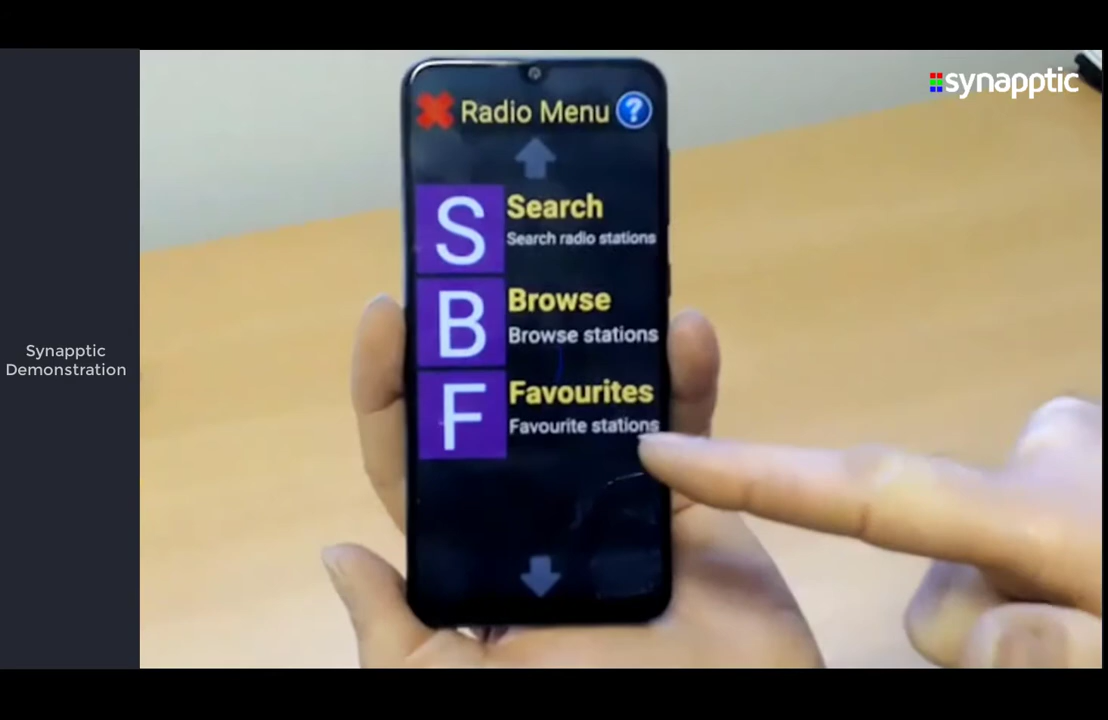 synapptic
Radio Menu ?
S
Search
Search radio stations
B
Browse
Browse stations
F
Favourites
Favourite stations
Synapptic
Demonstration